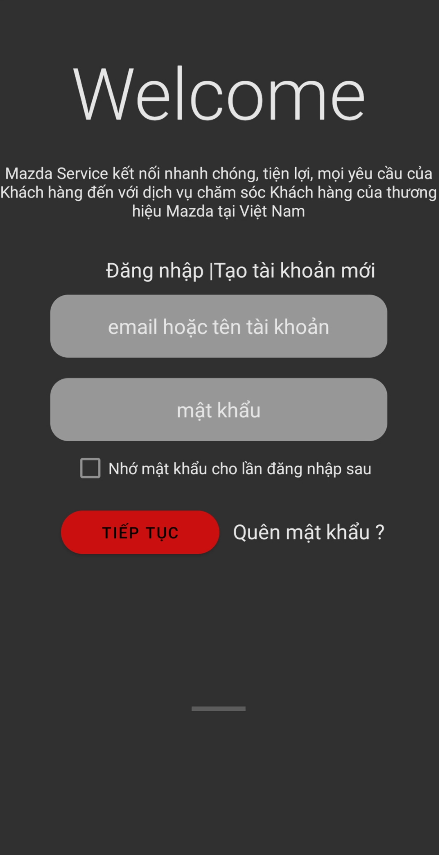 Welcome
Mazda Service kết nối nhanh chóng, tiện lợi, mọi yêu cầu của
Khách hàng đến với dịch vụ chăm sóc Khách hàng của thương
hiệu Mazda tại Việt Nam
Đăng nhập |Tạo tài khoản mới
email hoặc tên tài khoản
mật khẩu
Nhớ mật khẩu cho lần đăng nhập sau
TIẾP TỤC Quên mật khẩu ?